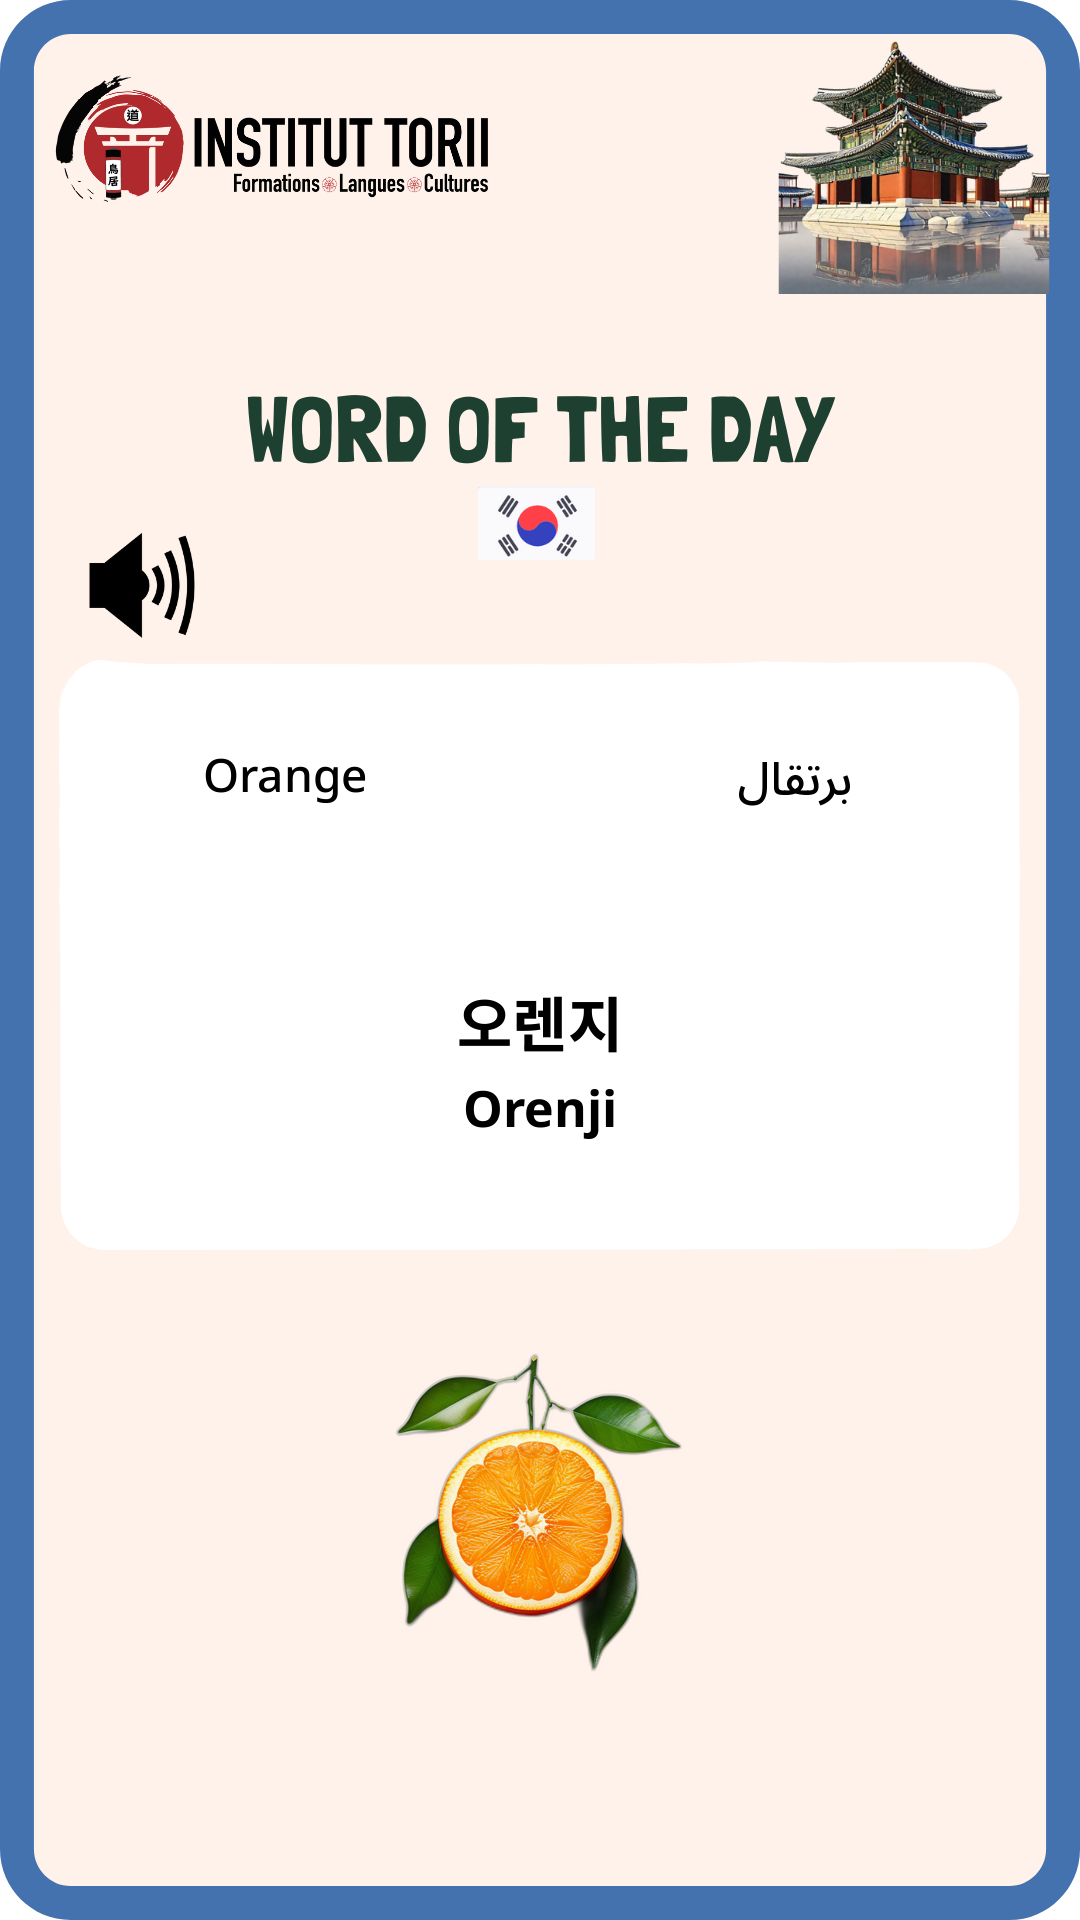 道
鳥居
INSTITUT TORII
Formations Langues Cultures
WORD OF THE DAY
Orange
برتقال
오렌지
Orenji